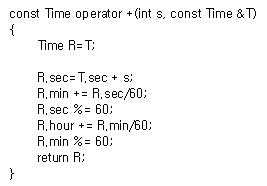 const Time operator +(int s, const Time &T)
{
Time R=T;
R.sec=T.sec + s;
R.min += R.sec/60;
R.sec %= 60;
R.hour += R.min/60;
R.min %= 60;
return R;
}